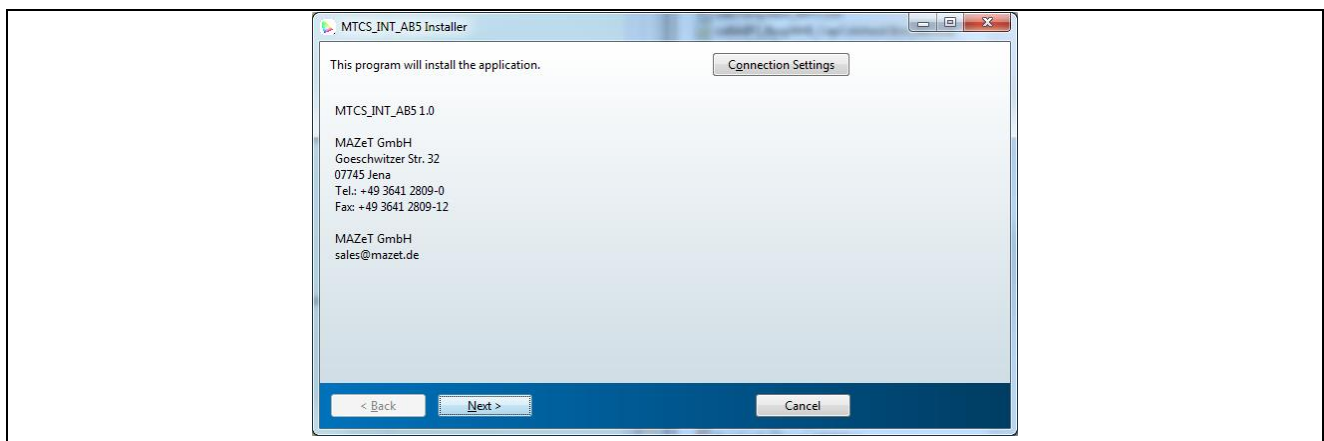 MTCS_INT_AB5 Installer
This program will install the application.
Connection Settings
MTCS_INT_AB5 1.0
MAZeT GmbH
Goeschwitzer Str. 32
07745 Jena
Tel.: +49 3641 2809-0
Fax: +49 3641 2809-12
MAZeT GmbH
sales@mazet.de
< Back
Next >
Cancel